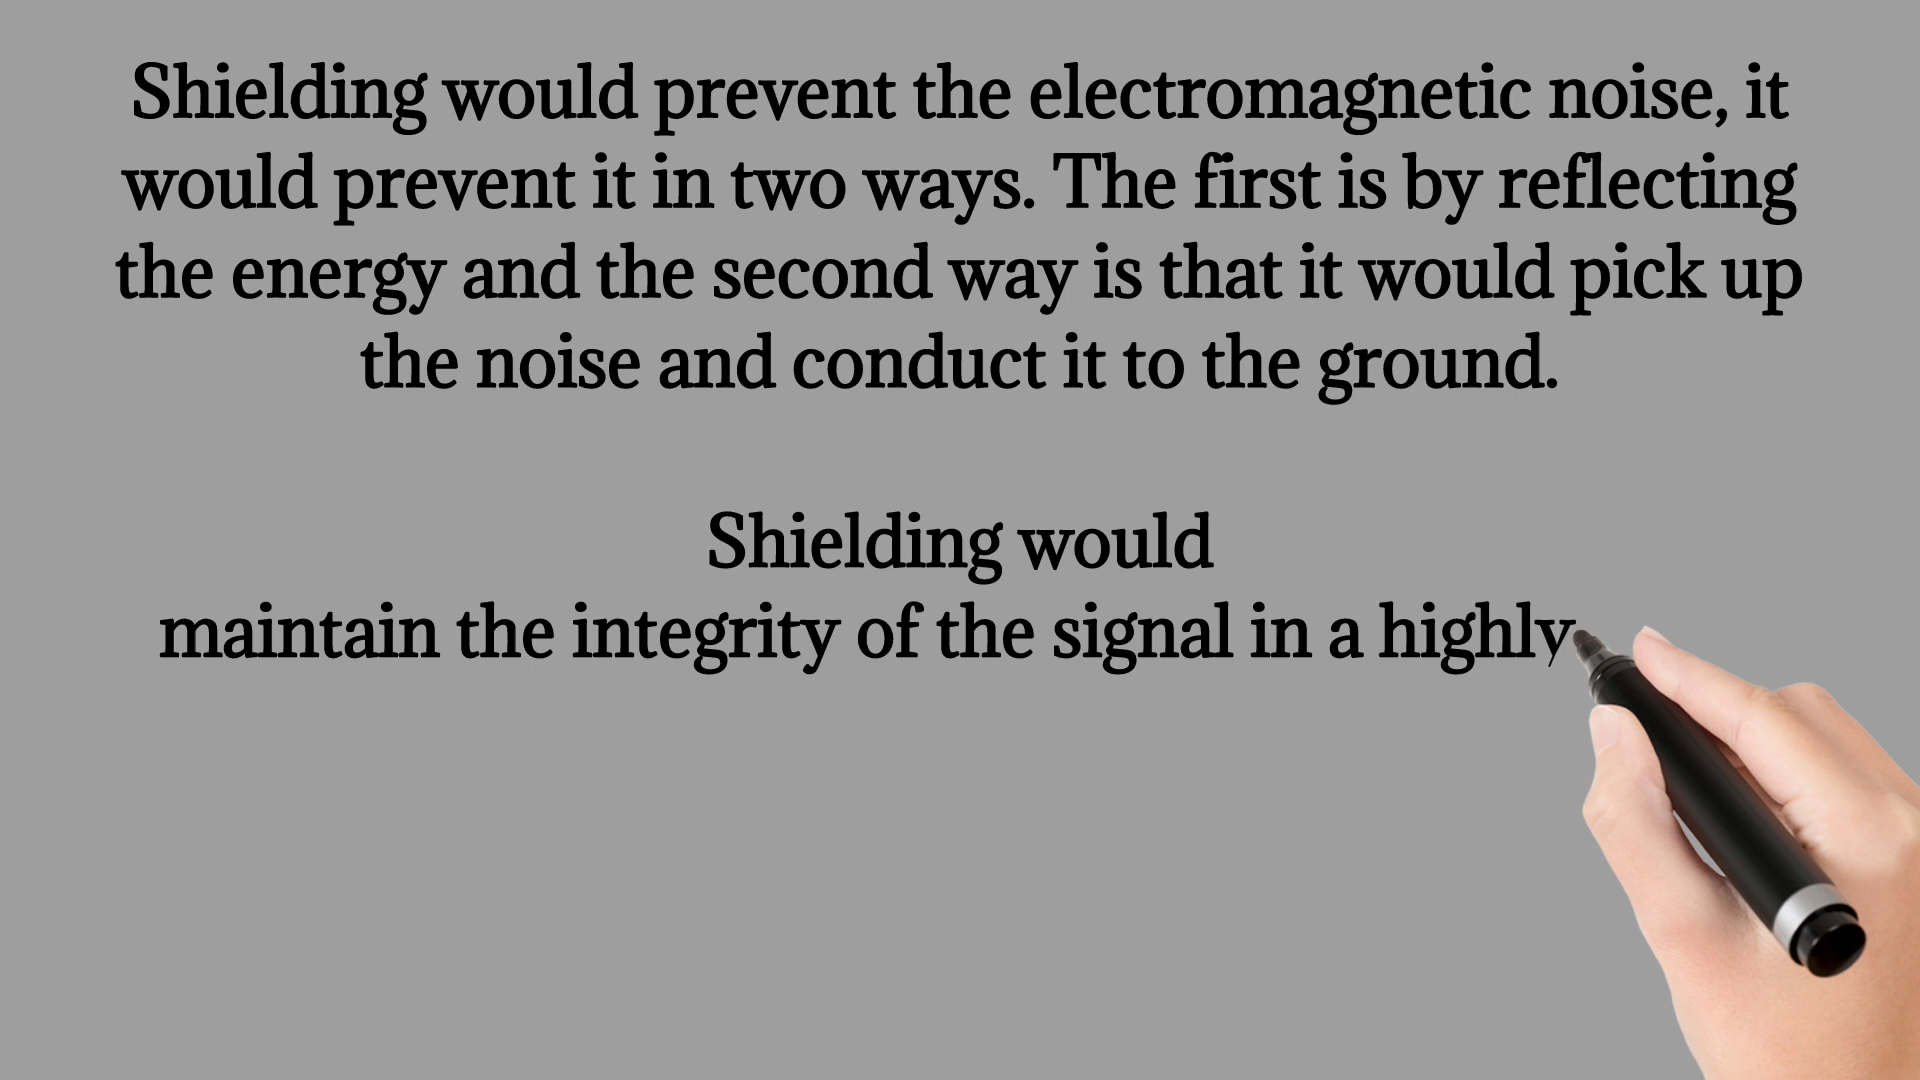 Shielding would prevent the electromagnetic noise, it
would prevent it in two ways. The first is by reflecting
the energy and the second way is that it would pick up
the noise and conduct it to the ground.
Shielding would
maintain the integrity of the signal in a highly